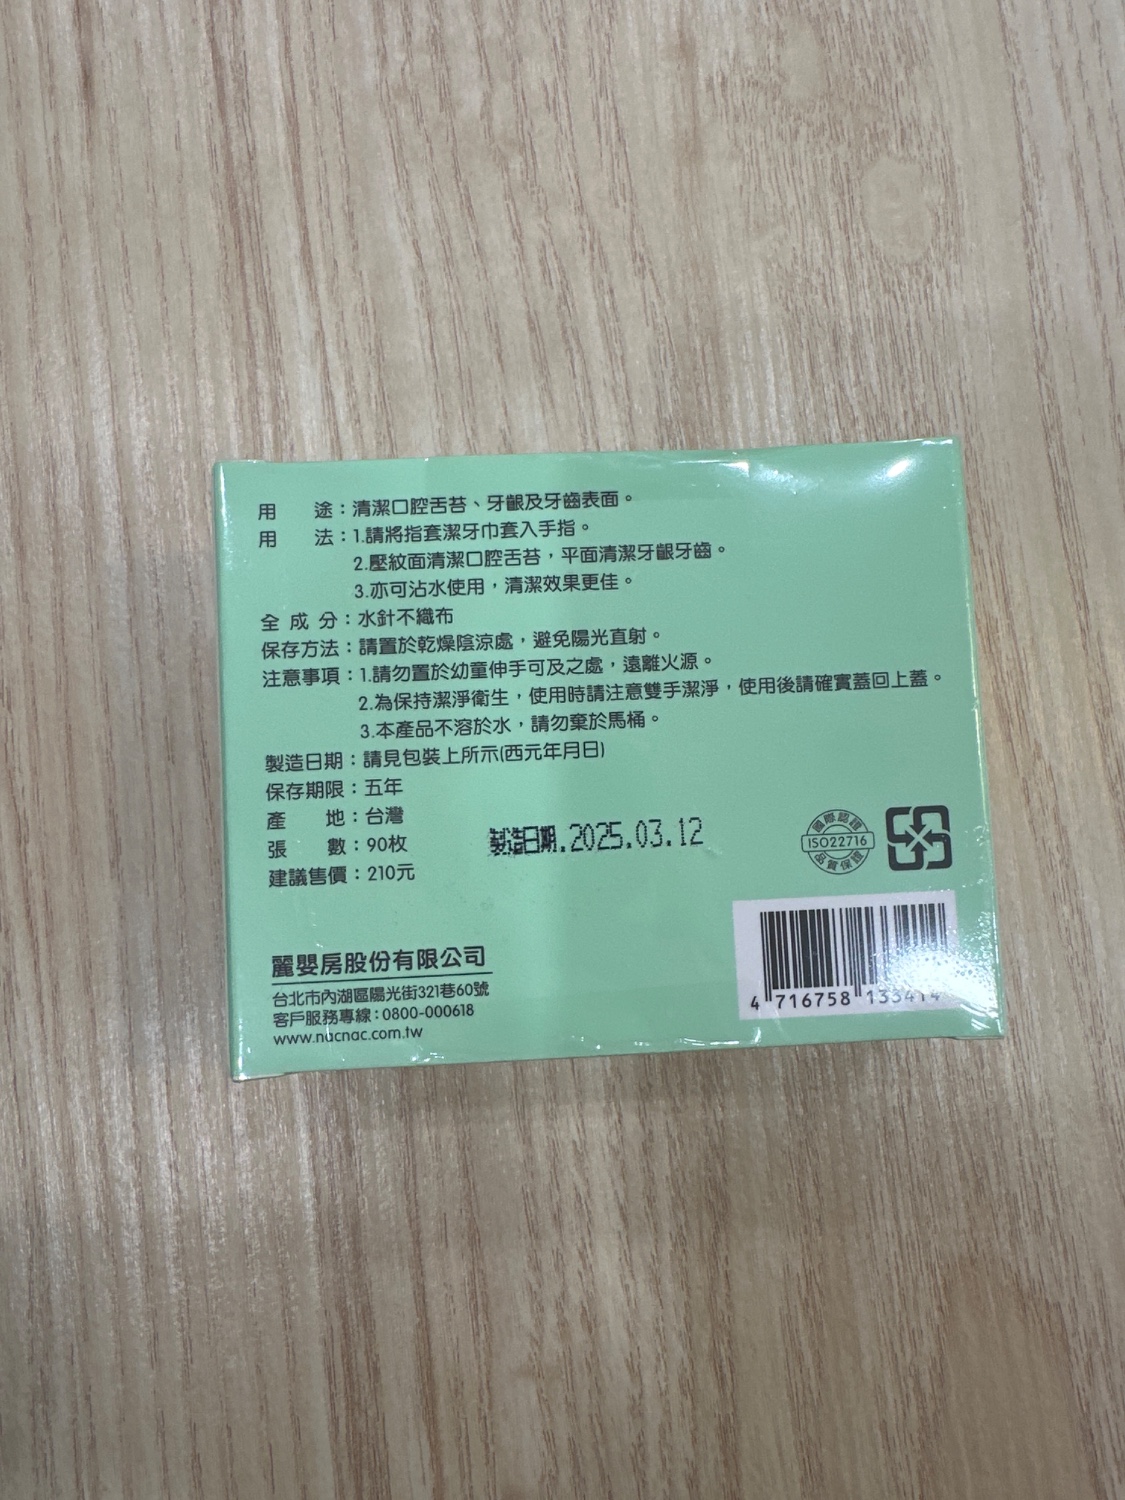 用途：清潔口腔舌苔、牙齦及牙齒表面。
用法：1.請將指套潔牙巾套入手指。
2.壓紋面清潔口腔舌苔，平面清潔牙齦牙齒。
3.亦可沾水使用，清潔效果更佳。
全成分：水針不織布
保存方法：請置於乾燥陰涼處，避免陽光直射。
注意事項：1.請勿置於幼童伸手可及之處，遠離火源。
2.為保持潔淨衛生，使用時請注意雙手潔淨，使用後請確實蓋回上蓋。
3.本產品不溶於水，請勿棄於馬桶。
製造日期：請見包裝上所示(西元年月日)
保存期限：五年
產地：台灣
張數：90枚
建議售價：210元
製造日期.2025.03.12
國際認證
ISO22716
品質保證
麗嬰房股份有限公司
台北市內湖區陽光街321巷60號
客戶服務專線：0800-000618
www.nacnac.com.tw
4 716758 133414